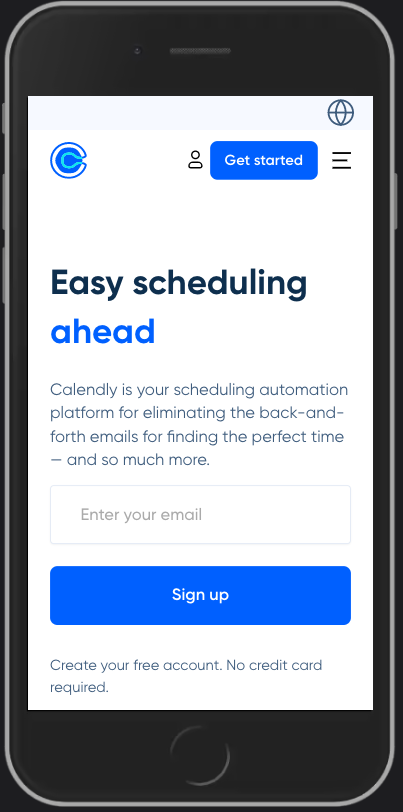 Get started
Easy scheduling
ahead
Calendly is your scheduling automation
platform for eliminating the back-and-
forth emails for finding the perfect time
— and so much more.
Enter your email
Sign up
Create your free account. No credit card
required.